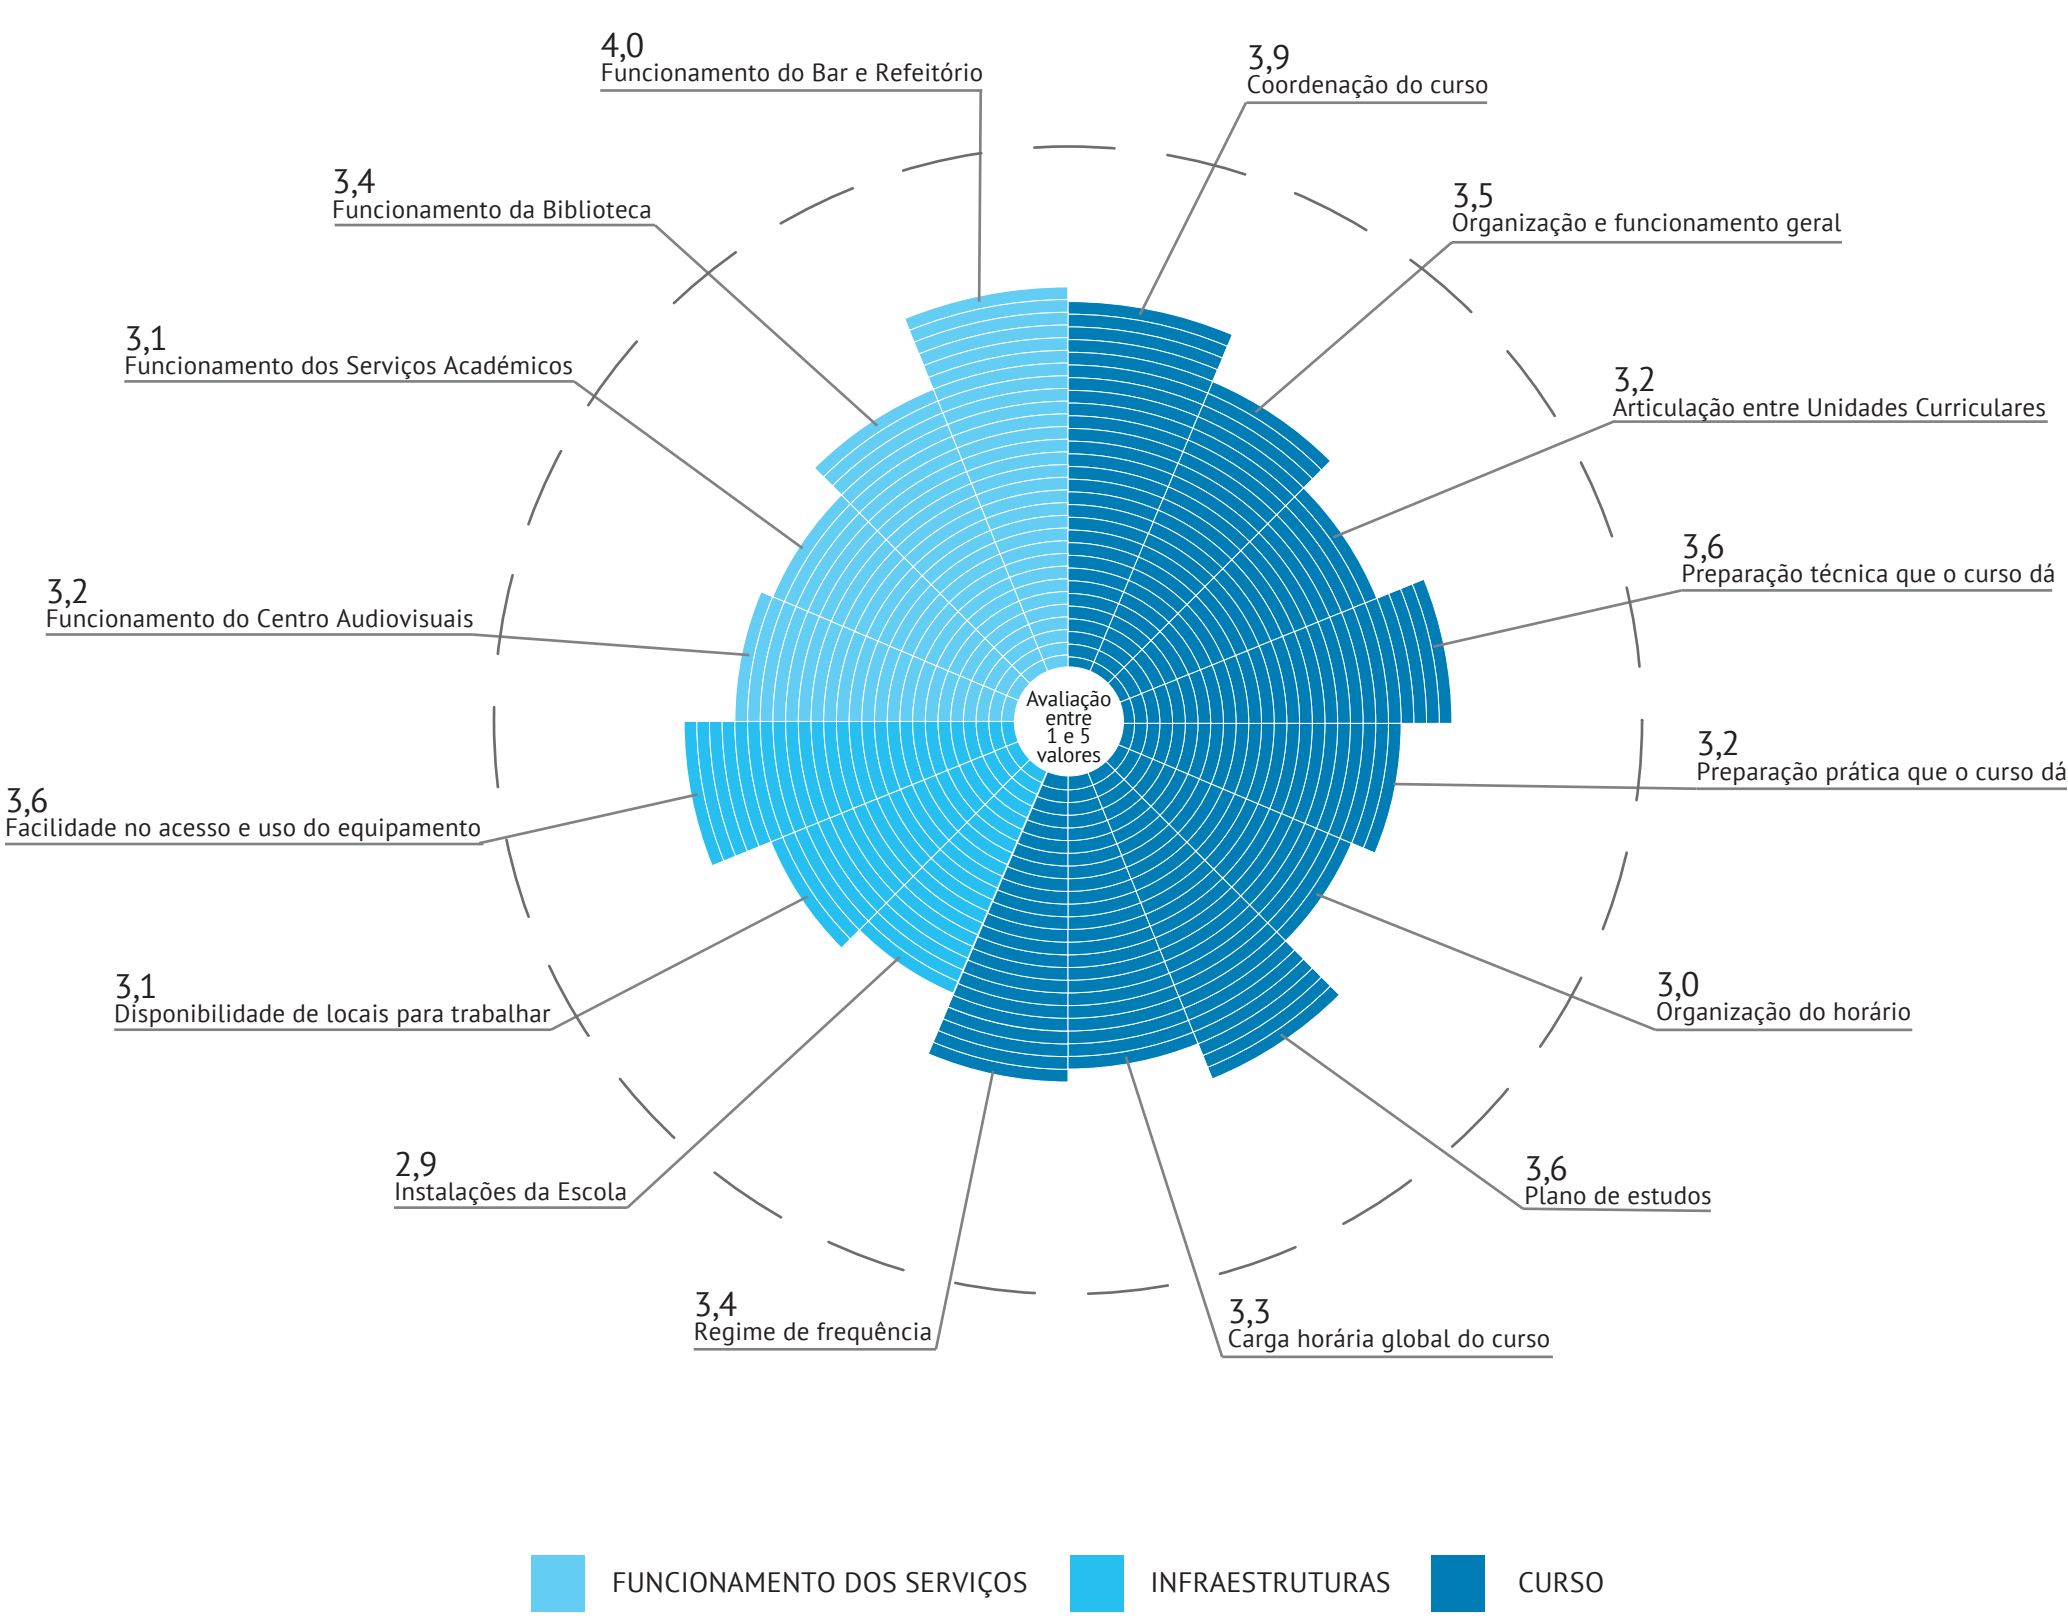 4,0
Funcionamento do Bar e Refeitório
3,9
Coordenação do curso
3,4
Funcionamento da Biblioteca
3,5
Organização e funcionamento geral
3,1
Funcionamento dos Serviços Académicos
3,2
Articulação entre Unidades Curriculares
3,6
Preparação técnica que o curso dá
3,2
Funcionamento do Centro Audiovisuais
Avaliação
entre
1 e 5
valores
3,2
Preparação prática que o curso dá
3,6
Facilidade no acesso e uso do equipamento
3,1
Disponibilidade de locais para trabalhar
3,0
Organização do horário
2,9
Instalações da Escola
3,6
Plano de estudos
3,4
Regime de frequência
3,3
Carga horária global do curso
FUNCIONAMENTO DOS SERVIÇOS
INFRAESTRUTURAS
CURSO